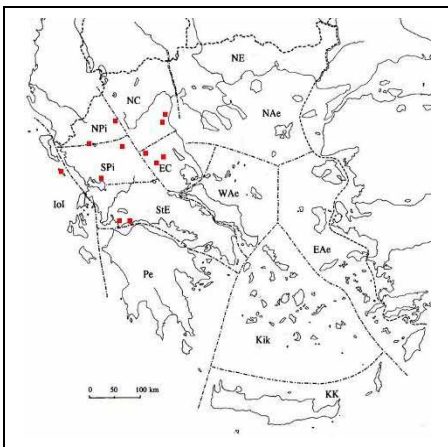 NE
NC
NAe
NPi
SPi
EC
WAe
IoI
StE
EAe
Pe
Kik
KK
0 50 100 km